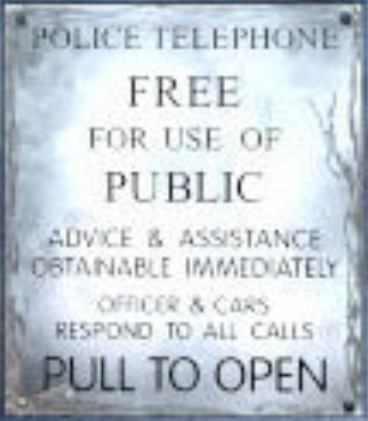 POLICE TELEPHONE
FREE
FOR USE OF
PUBLIC
ADVICE & ASSISTANCE
OBTAINABLE IMMEDIATELY
OFFICER & CARS
RESPOND TO ALL CALLS
PULL TO OPEN